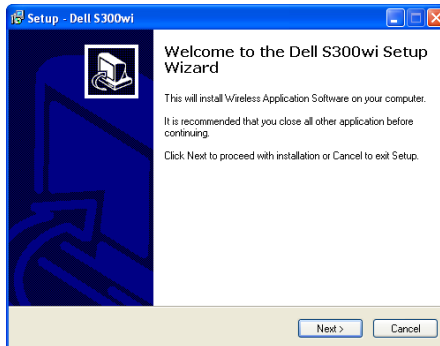 Setup - Dell S300wi
Welcome to the Dell S300wi Setup
Wizard
This will install Wireless Application Software on your computer.
It is recommended that you close all other application before
continuing.
Click Next to proceed with installation or Cancel to exit Setup.
Next >
Cancel